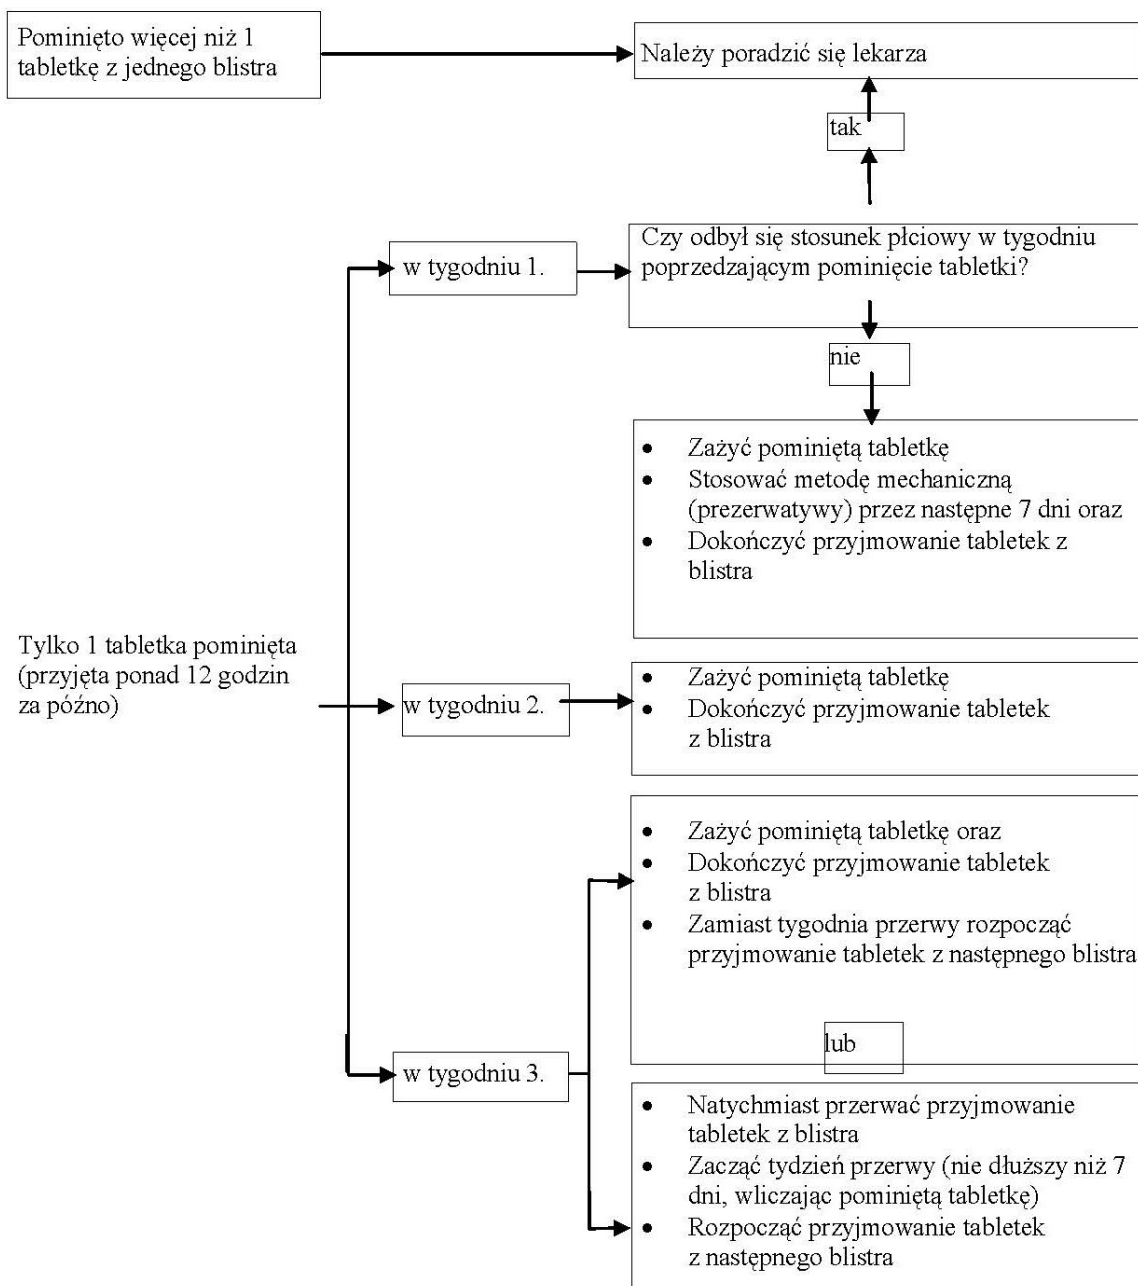 Pominięto więcej niż 1
tabletkę z jednego blistra
Należy poradzić się lekarza
tak
Czy odbył się stosunek płciowy w tygodniu
poprzedzającym pominięcie tabletki?
w tygodniu 1.
nie
• Zażyć pominiętą tabletkę
• Stosować metodę mechaniczną
(prezerwatywy) przez następne 7 dni oraz
• Dokończyć przyjmowanie tabletek z
blistra
Tylko 1 tabletka pominięta
(przyjęta ponad 12 godzin
za późno)
w tygodniu 2.
• Zażyć pominiętą tabletkę
• Dokończyć przyjmowanie tabletek
z blistra
• Zażyć pominiętą tabletkę oraz
• Dokończyć przyjmowanie tabletek
z blistra
• Zamiast tygodnia przerwy rozpocząć
przyjmowanie tabletek z następnego blistra
lub
w tygodniu 3.
• Natychmiast przerwać przyjmowanie
tabletek z blistra
• Zacząć tydzień przerwy (nie dłuższy niż 7
dni, wliczając pominiętą tabletkę)
• Rozpocząć przyjmowanie tabletek
z następnego blistra